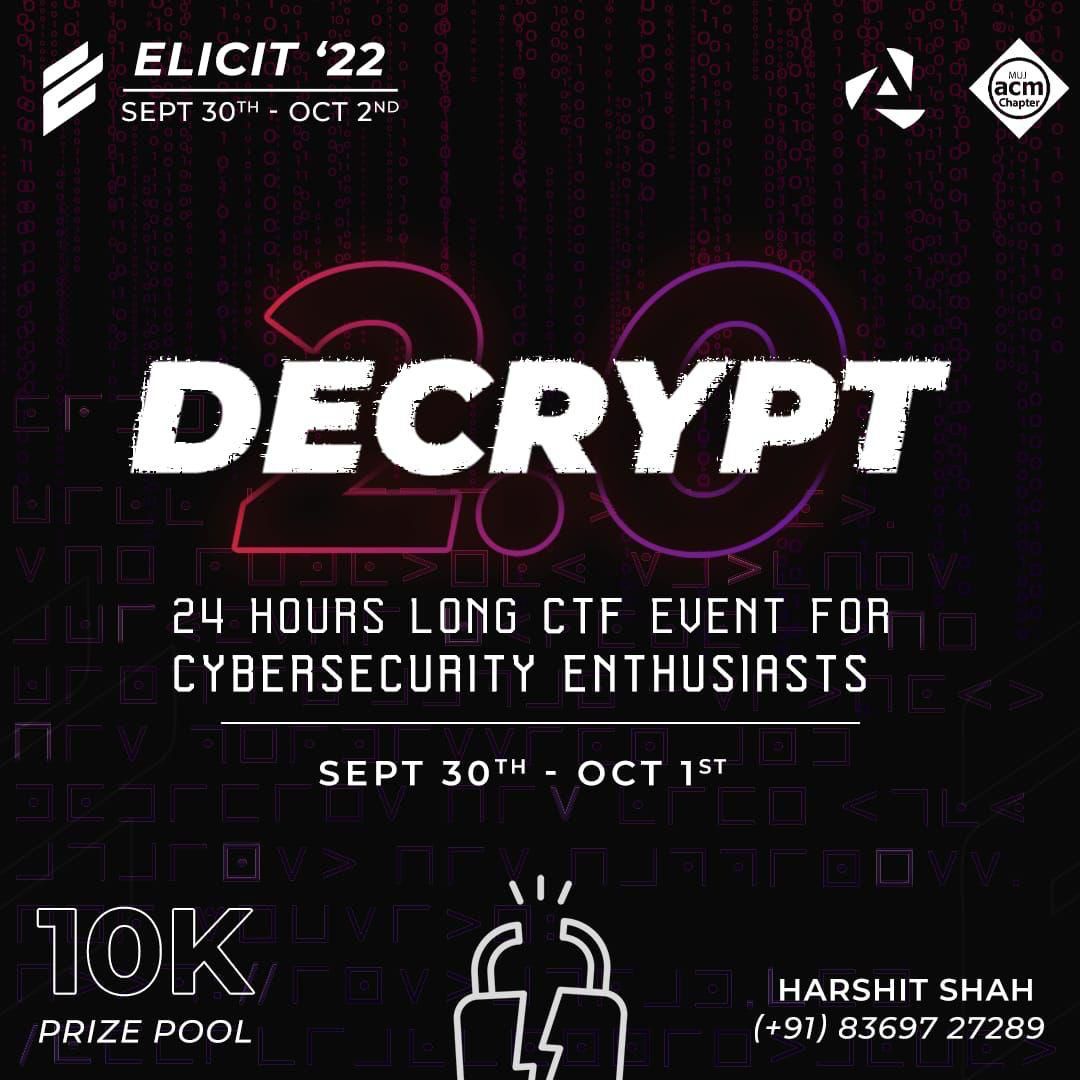 ELICIT ‘22
SEPT 30TH - OCT 2ND
MUJ
acm
Chapter
2.0
DECRYPT
24 HOURS LONG CTF EVENT FOR
CYBERSECURITY ENTHUSIASTS
SEPT 30TH - OCT 1ST
10K
PRIZE POOL
HARSHIT SHAH
(+91) 83697 27289